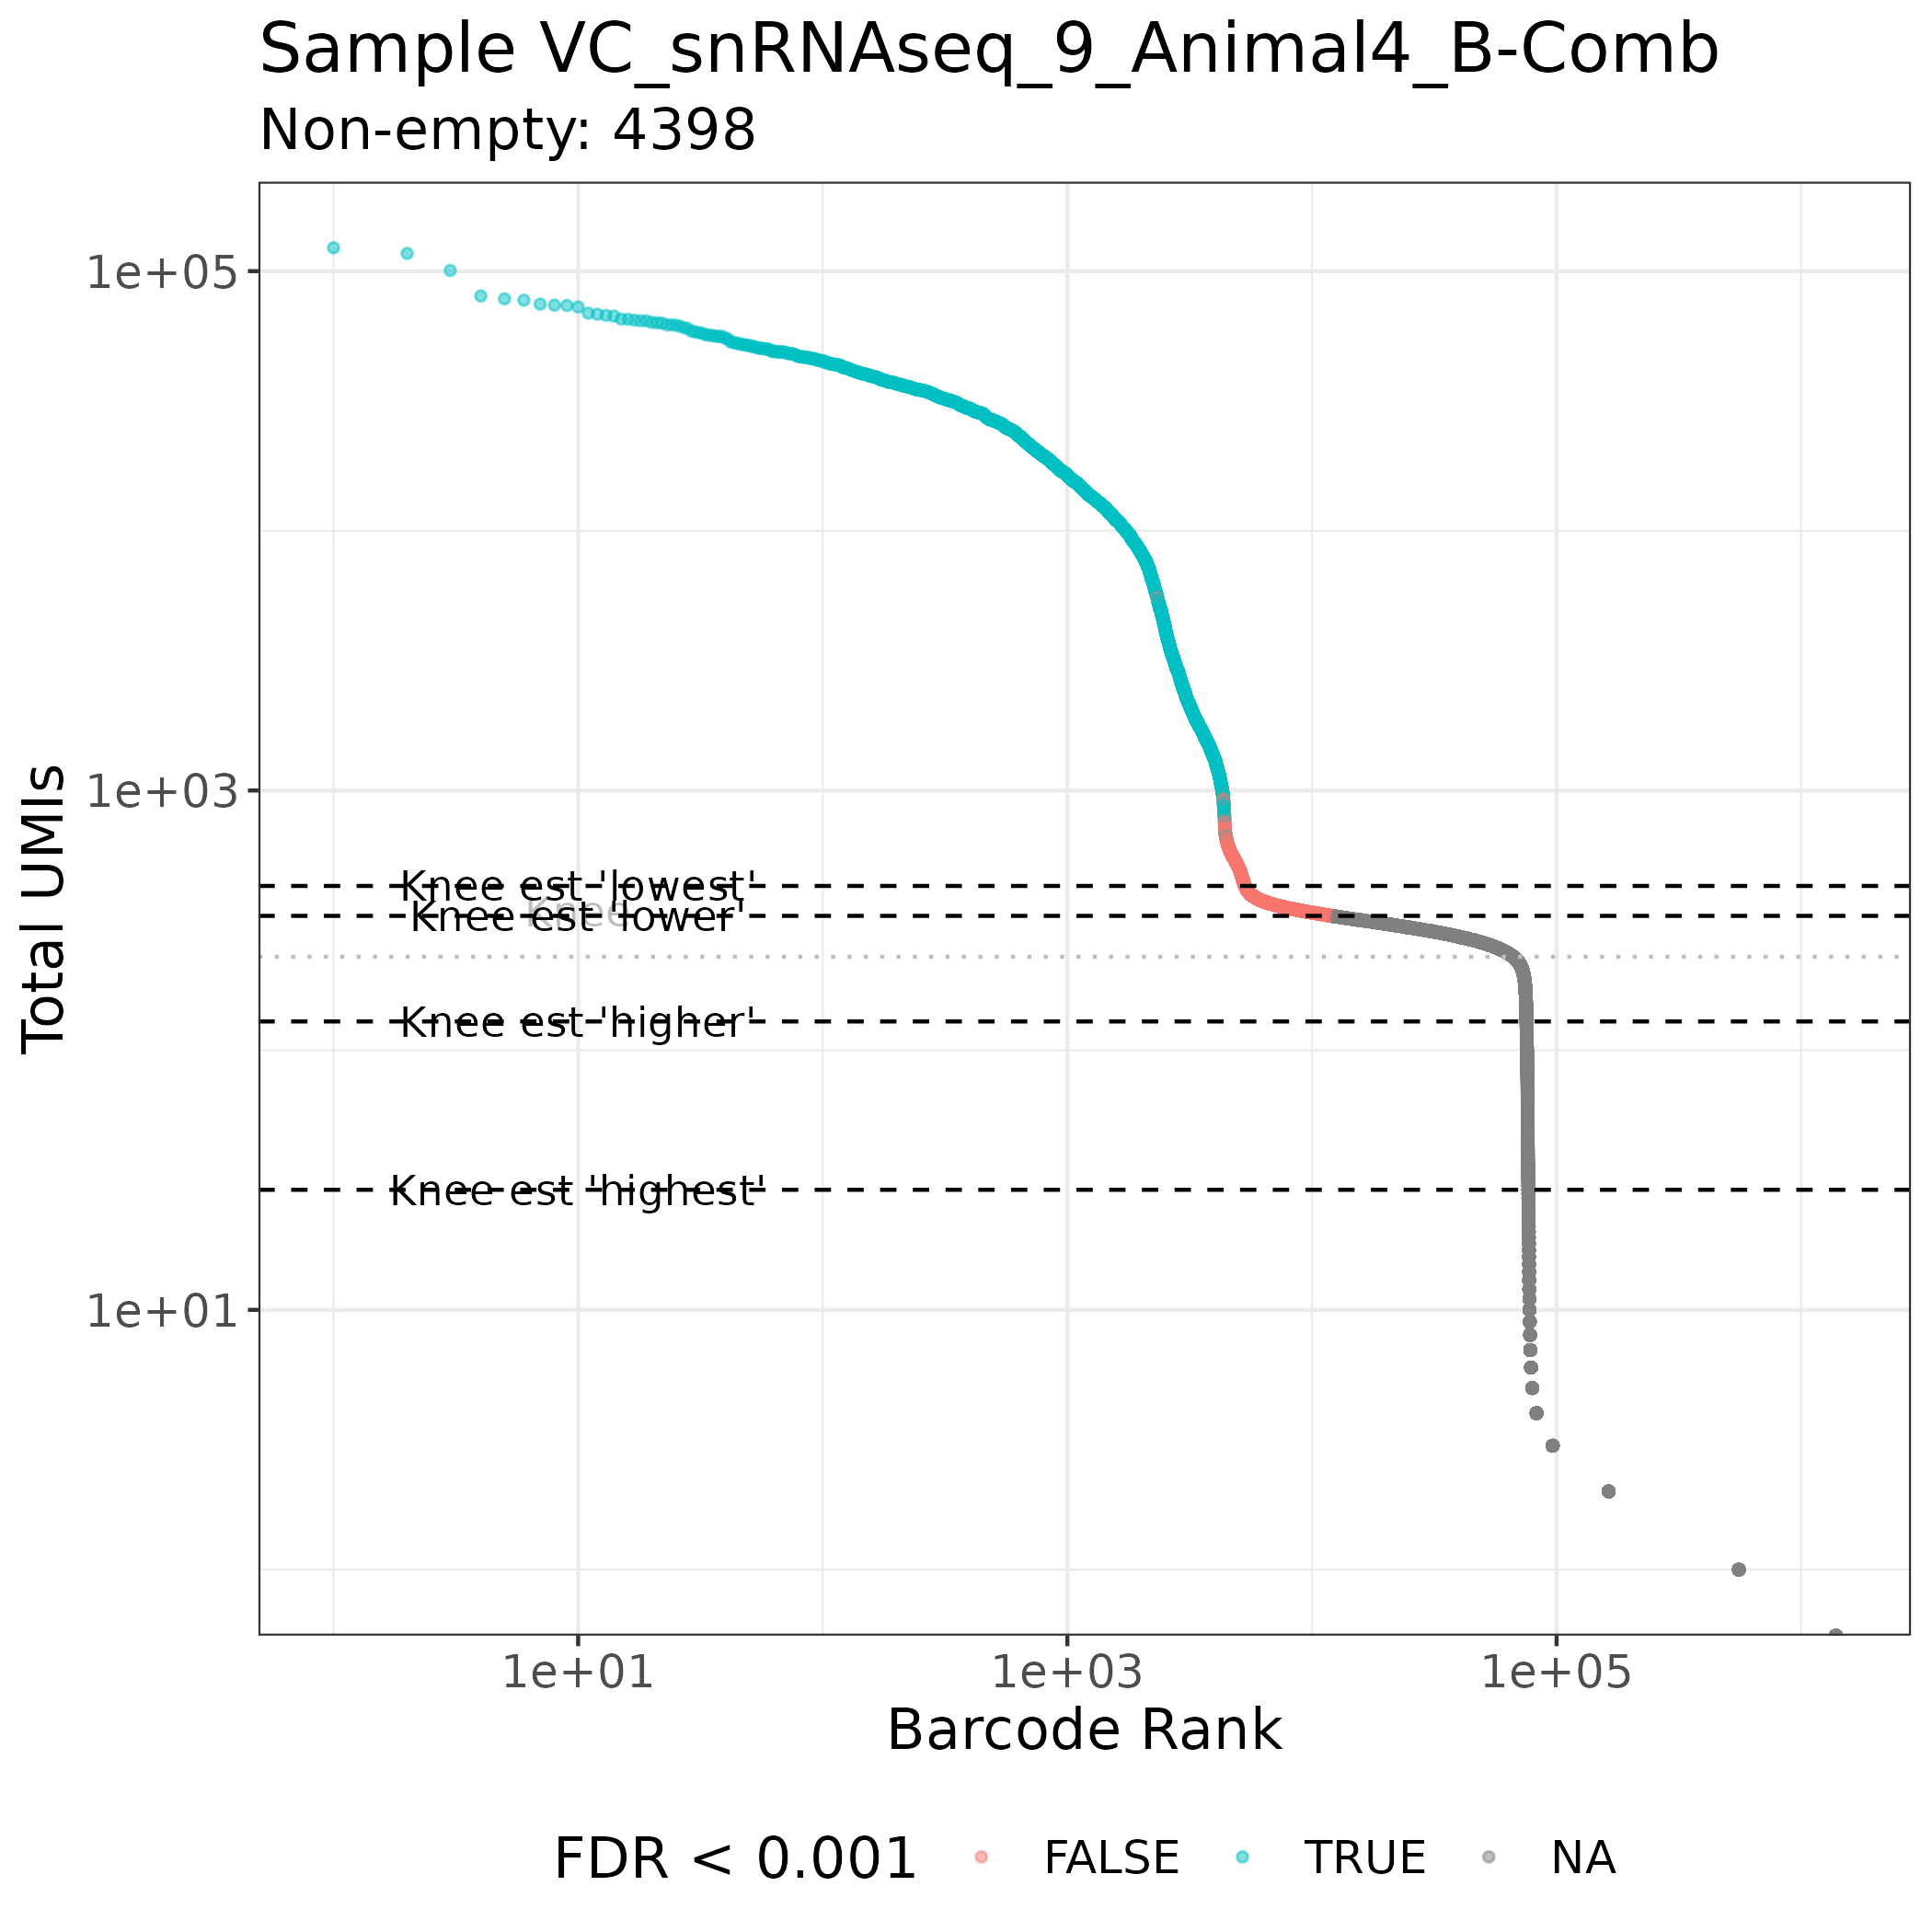 Sample VC_snRNAseq_9_Animal4_B-Comb
Non-empty: 4398
Total UMIs
1e+05
1e+03
1e+01
Knee est 'lowest'
Knee
Knee est 'lower'
Knee est 'higher'
Knee est 'highest'
1e+01 1e+03 1e+05
Barcode Rank
FDR < 0.001 FALSE TRUE NA